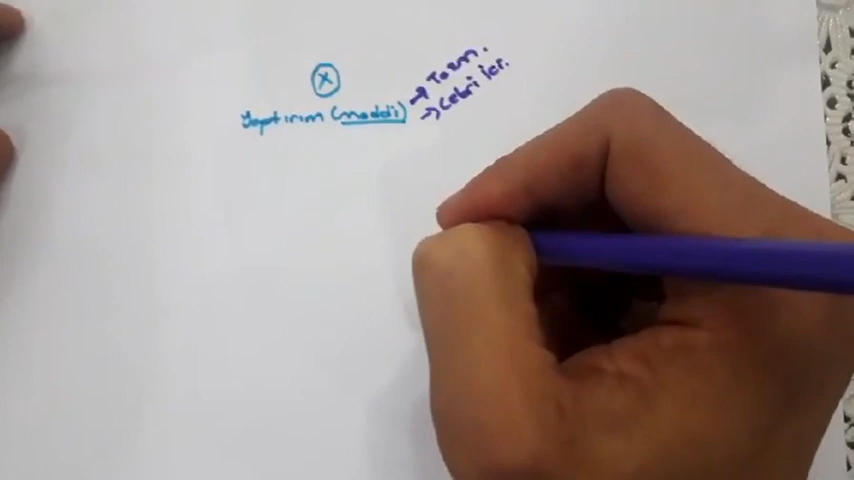 X
Yaptırım (maddi)
→ Tazm.
→ Cebri icr.